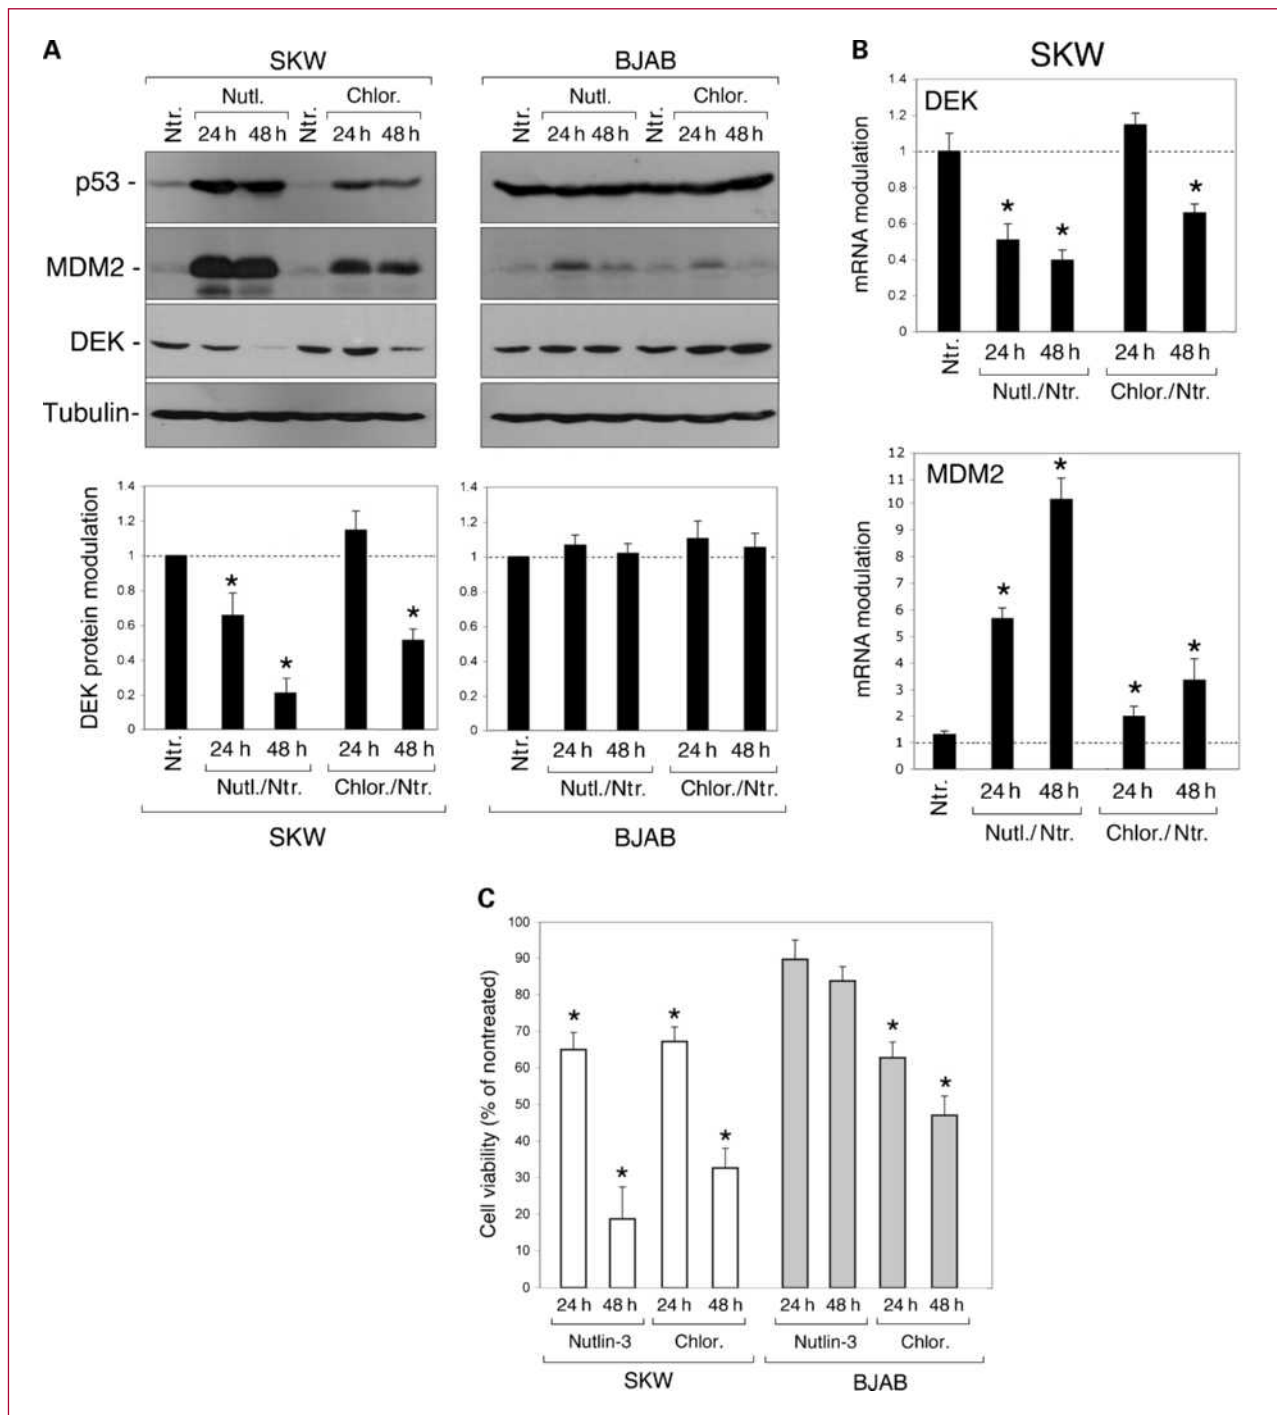 A
SKW
BJAB
Nutl.
Chlor.
Nutl.
Chlor.
Ntr.
24 h
48 h
Ntr.
24 h
48 h
Ntr.
24 h
48 h
Ntr.
24 h
48 h
p53 -
MDM2 -
DEK -
Tubulin-
DEK protein modulation
1.4
1.2
1
0.8
0.6
0.4
0.2
0
*
*
*
Ntr.
24 h
48 h
24 h
48 h
Nutl./Ntr.
Chlor./Ntr.
SKW
1.4
1.2
1
0.8
0.6
0.4
0.2
0
Ntr.
24 h
48 h
24 h
48 h
Nutl./Ntr.
Chlor./Ntr.
BJAB
B
SKW
DEK
mRNA modulation
1.4
1.2
1
0.8
0.6
0.4
0.2
0
*
*
*
Ntr.
24 h
48 h
24 h
48 h
Nutl./Ntr.
Chlor./Ntr.
MDM2
mRNA modulation
12
11
10
9
8
7
6
5
4
3
2
1
0
*
*
*
*
Ntr.
24 h
48 h
24 h
48 h
Nutl./Ntr.
Chlor./Ntr.
C
Cell viability (% of nontreated)
100
90
80
70
60
50
40
30
20
10
0
*
*
*
*
*
*
24 h
48 h
24 h
48 h
24 h
48 h
24 h
48 h
Nutlin-3
Chlor.
Nutlin-3
Chlor.
SKW
BJAB